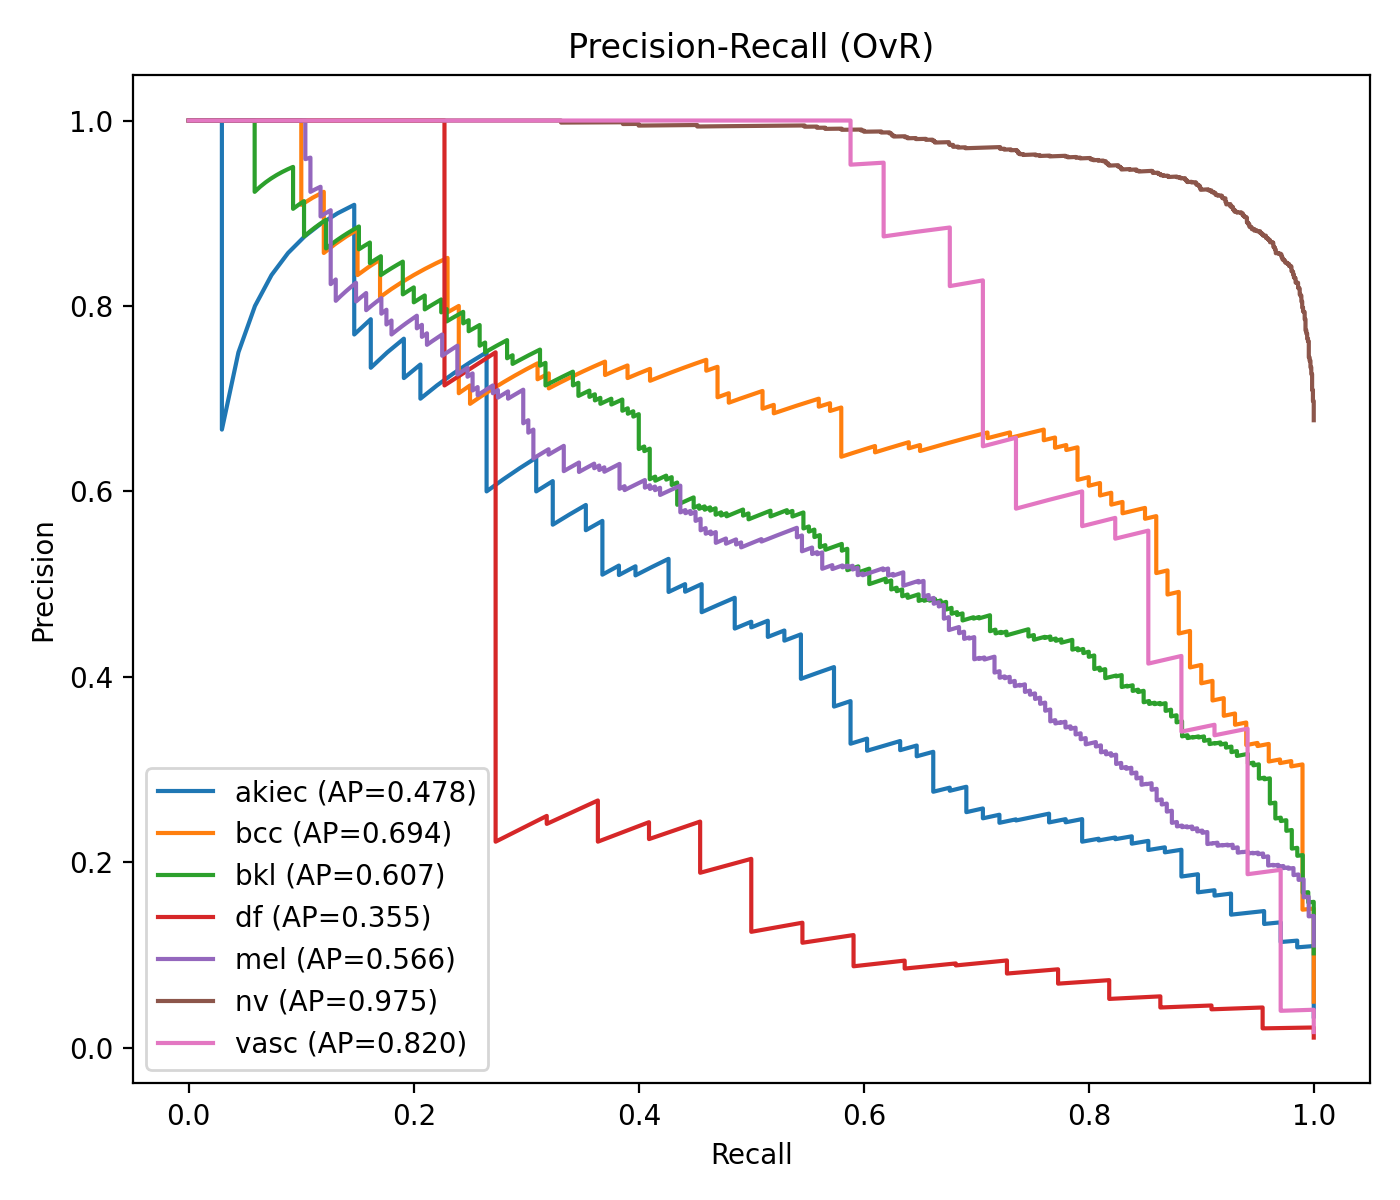 Precision-Recall (OvR)
Precision
1.0
0.8
0.6
0.4
0.2
0.0
akiec (AP=0.478)
bcc (AP=0.694)
bkl (AP=0.607)
df (AP=0.355)
mel (AP=0.566)
nv (AP=0.975)
vasc (AP=0.820)
0.0 0.2 0.4 0.6 0.8 1.0
Recall